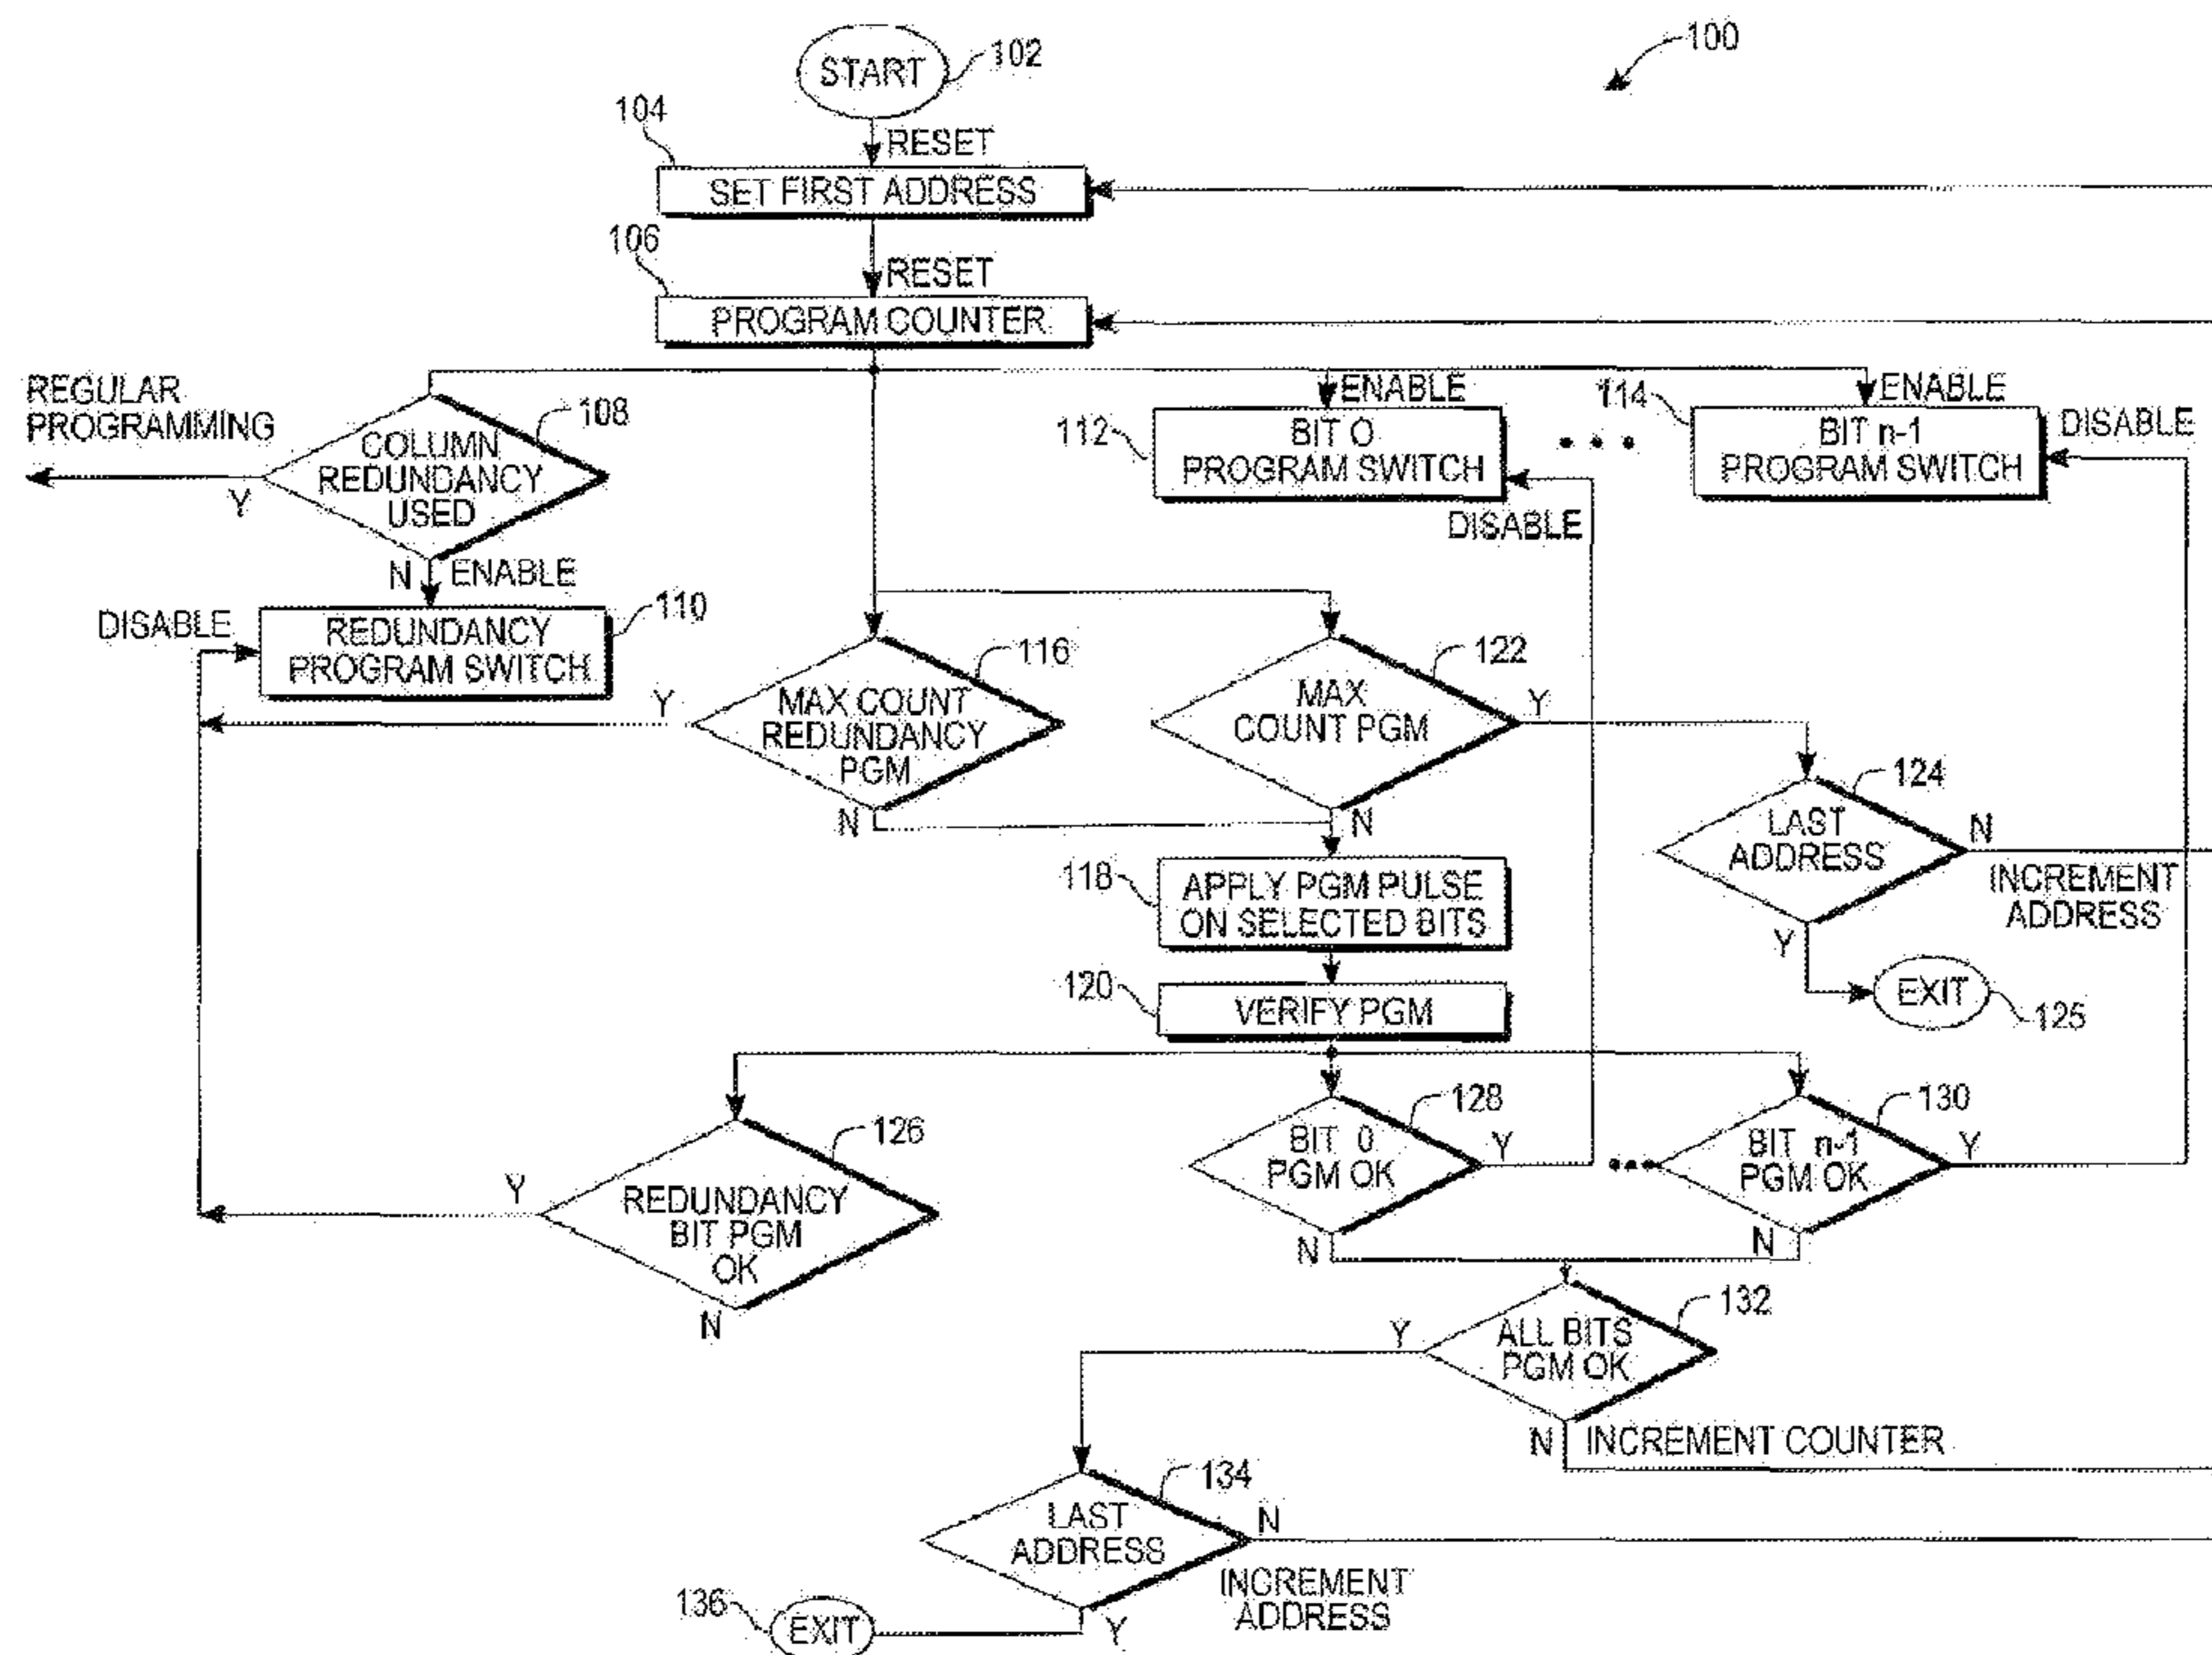 100
START
102
104
RESET
SET FIRST ADDRESS
106
RESET
PROGRAM COUNTER
REGULAR
PROGRAMMING
108
COLUMN
REDUNDANCY
USED
Y
N
ENABLE
112
ENABLE
BIT O
PROGRAM SWITCH
DISABLE
• • •
114
ENABLE
BIT n-1
PROGRAM SWITCH
DISABLE
DISABLE
REDUNDANCY
PROGRAM SWITCH
110
Y
116
MAX COUNT
REDUNDANCY
PGM
N
122
MAX
COUNT PGM
Y
N
124
LAST
ADDRESS
N
INCREMENT
ADDRESS
Y
EXIT
125
118
APPLY PGM PULSE
ON SELECTED BITS
120
VERIFY PGM
126
Y
REDUNDANCY
BIT PGM
OK
N
128
BIT 0
PGM OK
Y
N
•••
130
BIT n-1
PGM OK
Y
N
132
Y
ALL BITS
PGM OK
N
INCREMENT COUNTER
134
LAST
ADDRESS
N
INCREMENT
ADDRESS
136
EXIT
Y